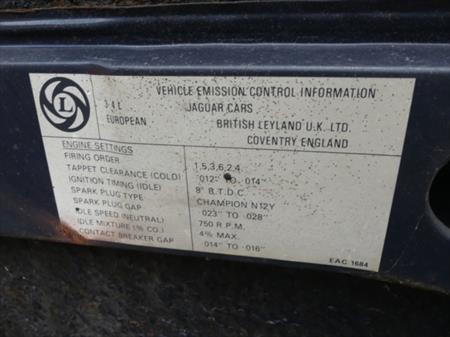 L
VEHICLE EMISSION CONTROL INFORMATION
3·4 L JAGUAR CARS
EUROPEAN BRITISH LEYLAND U.K. LTD.
COVENTRY, ENGLAND
ENGINE SETTINGS
FIRING ORDER 1,5,3,6,2,4.
TAPPET CLEARANCE (COLD) ·012" TO ·014"
IGNITION TIMING (IDLE) 8° B.T.D.C.
SPARK PLUG TYPE CHAMPION N12Y
SPARK PLUG GAP ·023" TO ·028"
IDLE SPEED (NEUTRAL) 750 R.P.M.
IDLE MIXTURE (% CO.) 4% MAX.
CONTACT BREAKER GAP ·014" TO ·016"
EAC 1684